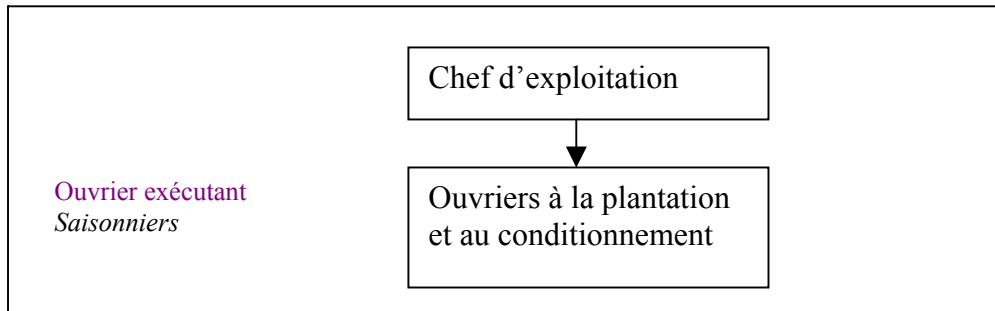 Chef d’exploitation
Ouvrier exécutant
Saisonniers
Ouvriers à la plantation
et au conditionnement